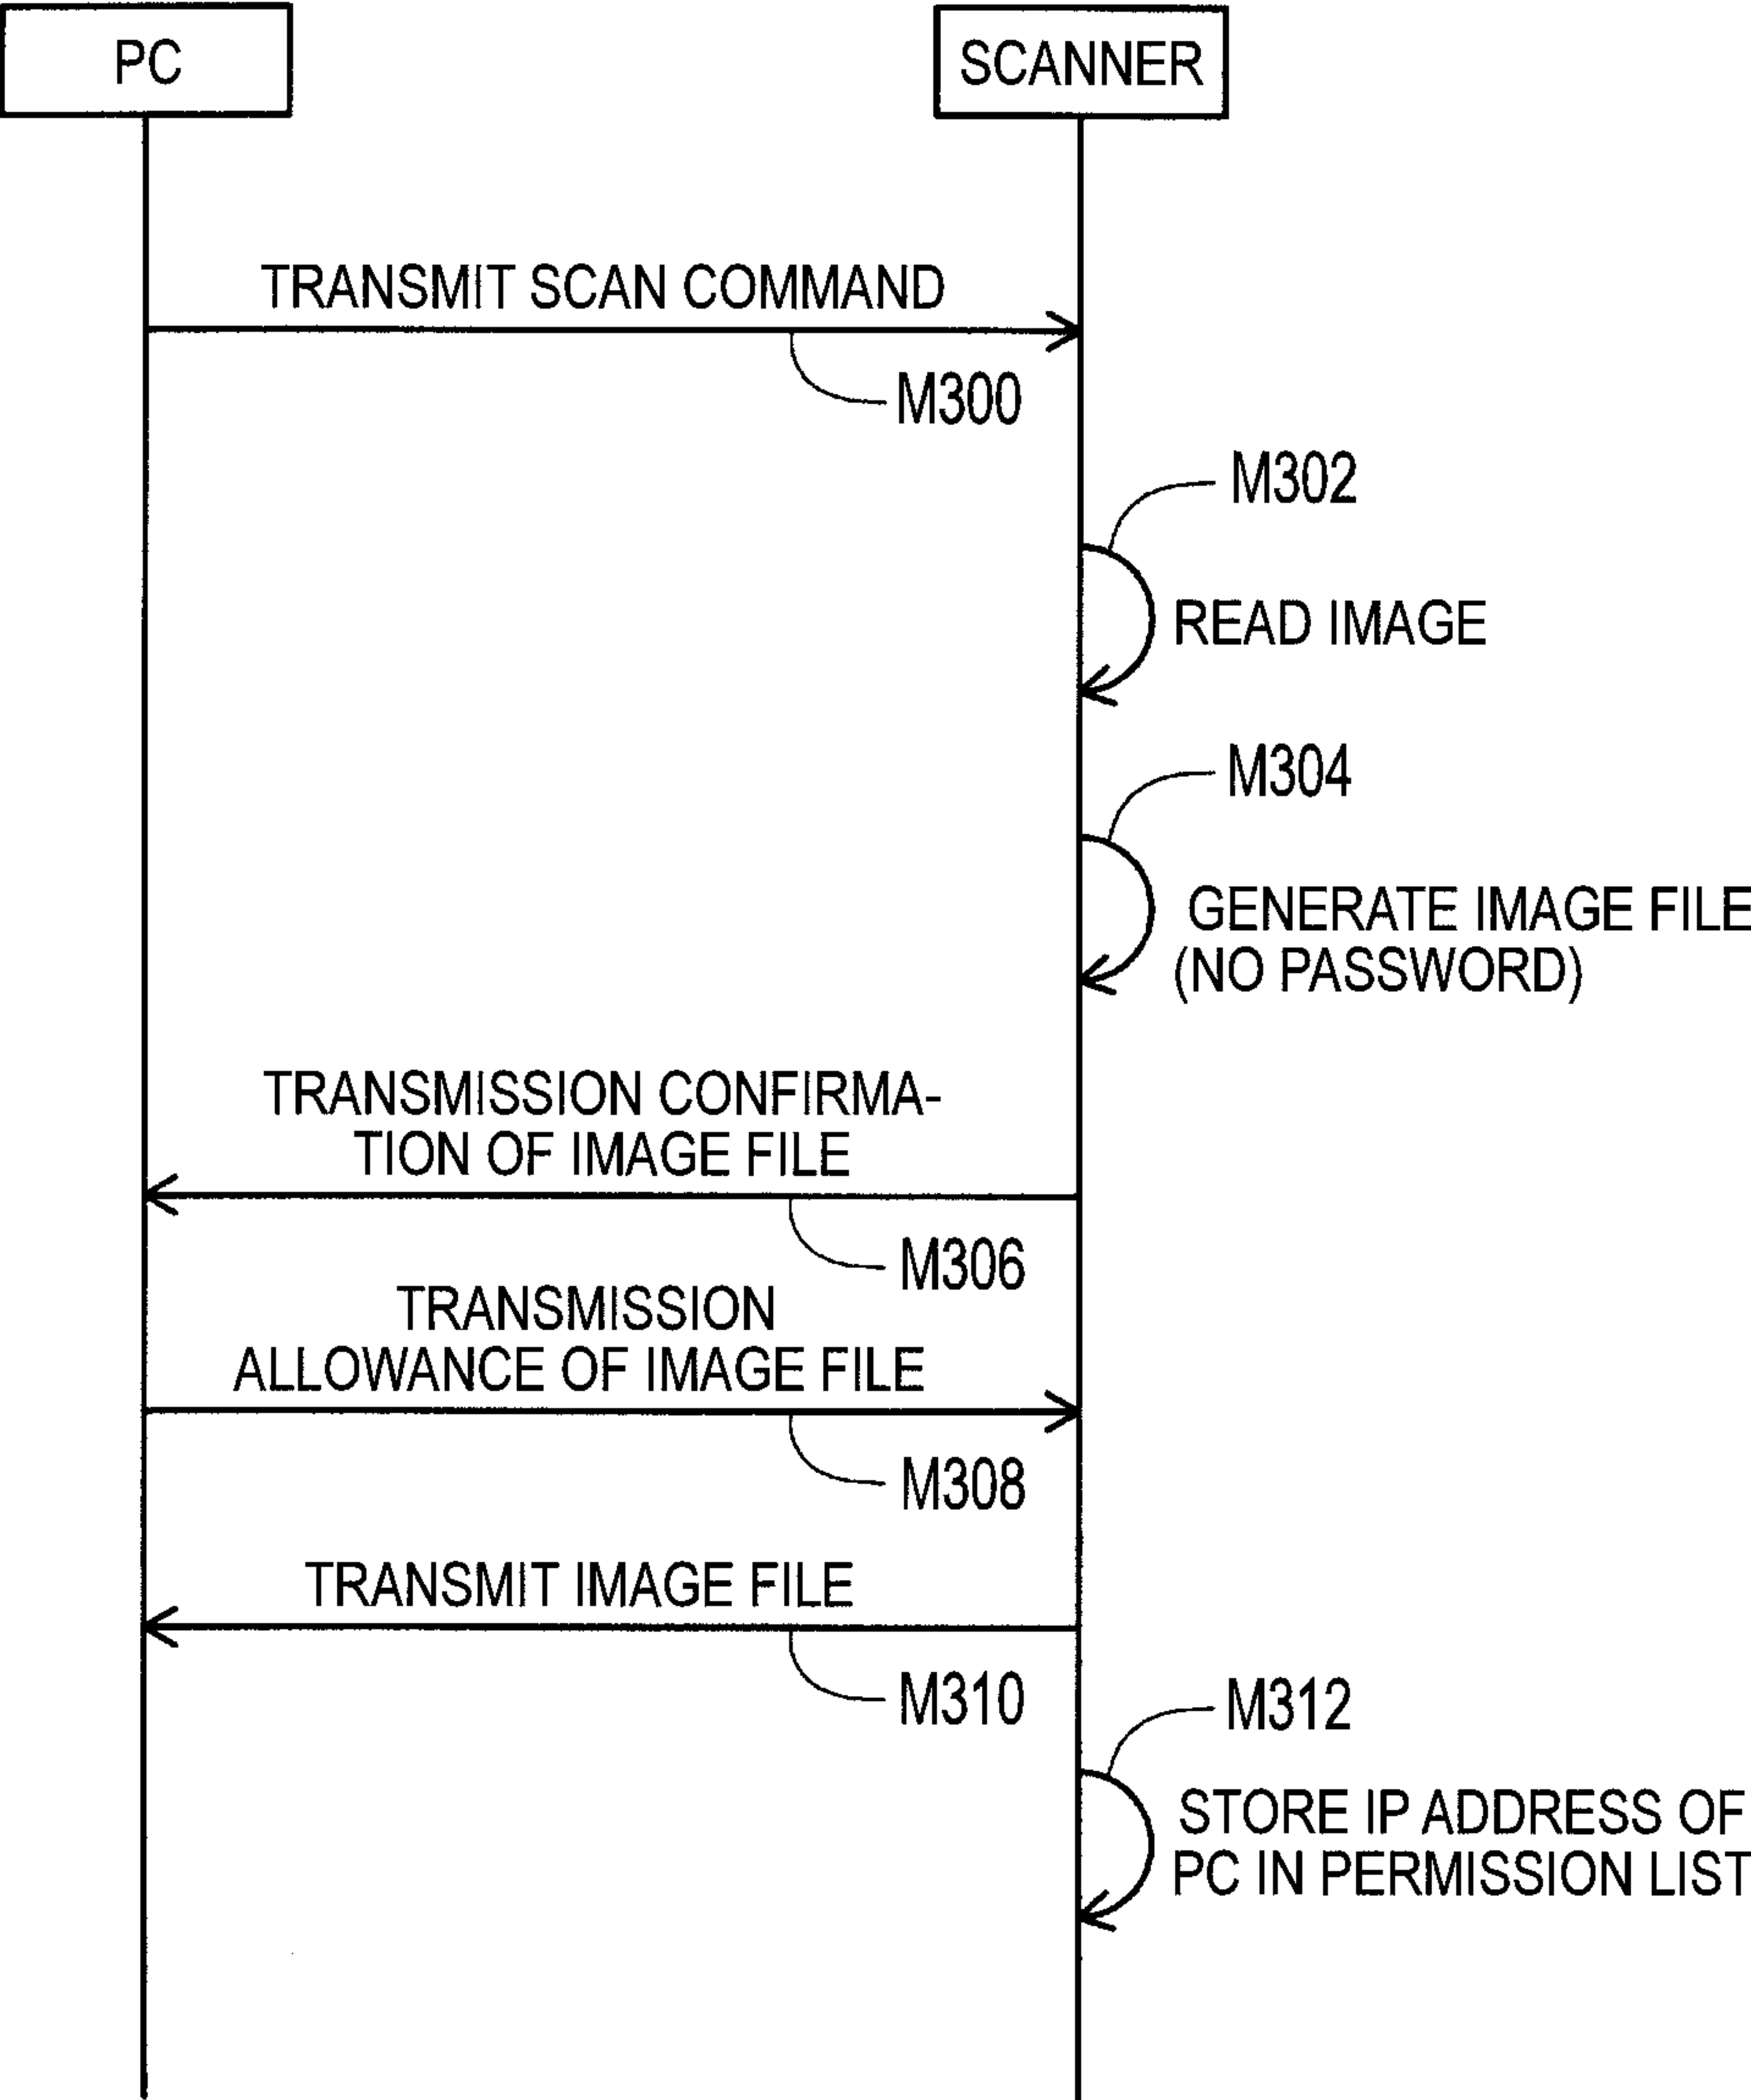 PC
SCANNER
TRANSMIT SCAN COMMAND
M300
M302
READ IMAGE
M304
GENERATE IMAGE FILE
(NO PASSWORD)
TRANSMISSION CONFIRMA-
TION OF IMAGE FILE
M306
TRANSMISSION
ALLOWANCE OF IMAGE FILE
M308
TRANSMIT IMAGE FILE
M310
M312
STORE IP ADDRESS OF
PC IN PERMISSION LIST